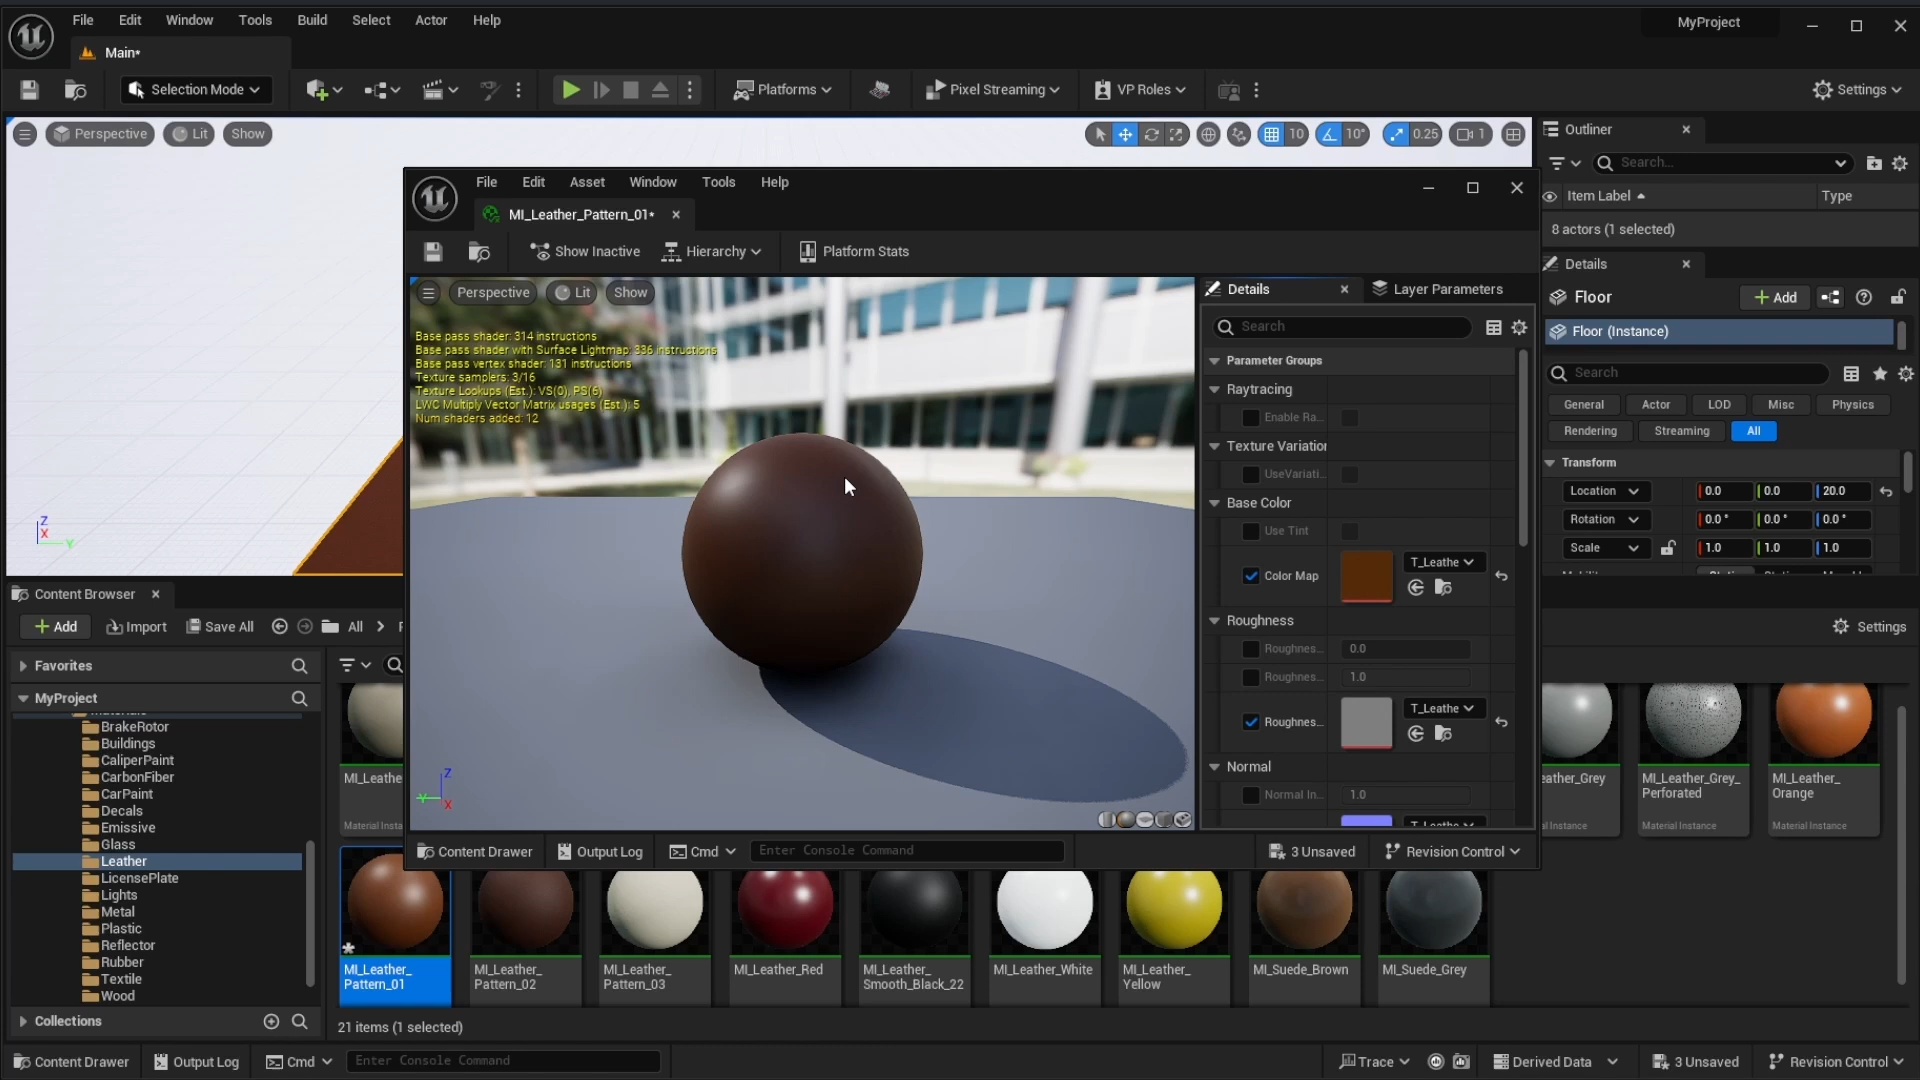 File Edit Window Tools Build Select Actor Help
MyProject
Main*
Selection Mode
Platforms
Pixel Streaming
VP Roles
Settings
Perspective Lit Show
10 10° 0.25 1
Outliner
Search...
Item Label Type
8 actors (1 selected)
Details
Floor
Add
Floor (Instance)
Search
General Actor LOD Misc Physics
Rendering Streaming All
Transform
Location 0.0 0.0 20.0
Rotation 0.0 ° 0.0 ° 0.0 °
Scale 1.0 1.0 1.0
File Edit Asset Window Tools Help
MI_Leather_Pattern_01*
Show Inactive Hierarchy Platform Stats
Perspective Lit Show
Base pass shader: 314 instructions
Base pass shader with Surface Lightmap: 336 instructions
Base pass vertex shader: 131 instructions
Texture samplers: 3/16
Texture Lookups (Est.): VS(0), PS(6)
LWC Multiply Vector Matrix usages (Est.): 5
Num shaders added: 12
Z
Y
X
Details Layer Parameters
Search
Parameter Groups
Raytracing
Enable Ra...
Texture Variation
UseVariati...
Base Color
Use Tint
Color Map T_Leathe
Roughness
Roughnes... 0.0
Roughnes... 1.0
Roughnes... T_Leathe
Normal
Normal In... 1.0
Content Drawer Output Log Cmd Enter Console Command
3 Unsaved Revision Control
Z
X
Y
Content Browser
Add Import Save All All
Settings
Favorites
MyProject
BrakeRotor
Buildings
CaliperPaint
CarbonFiber
CarPaint
Decals
Emissive
Glass
Leather
LicensePlate
Lights
Metal
Plastic
Reflector
Rubber
Textile
Wood
Collections
MI_Leathe
Material Insta
eather_Grey
ial Instance
MI_Leather_Grey_
Perforated
Material Instance
MI_Leather_
Orange
Material Instance
MI_Leather_
Pattern_01
MI_Leather_
Pattern_02
MI_Leather_
Pattern_03
MI_Leather_Red
MI_Leather_
Smooth_Black_22
MI_Leather_White
MI_Leather_
Yellow
MI_Suede_Brown
MI_Suede_Grey
21 items (1 selected)
Content Drawer Output Log Cmd Enter Console Command
Trace Derived Data 3 Unsaved Revision Control